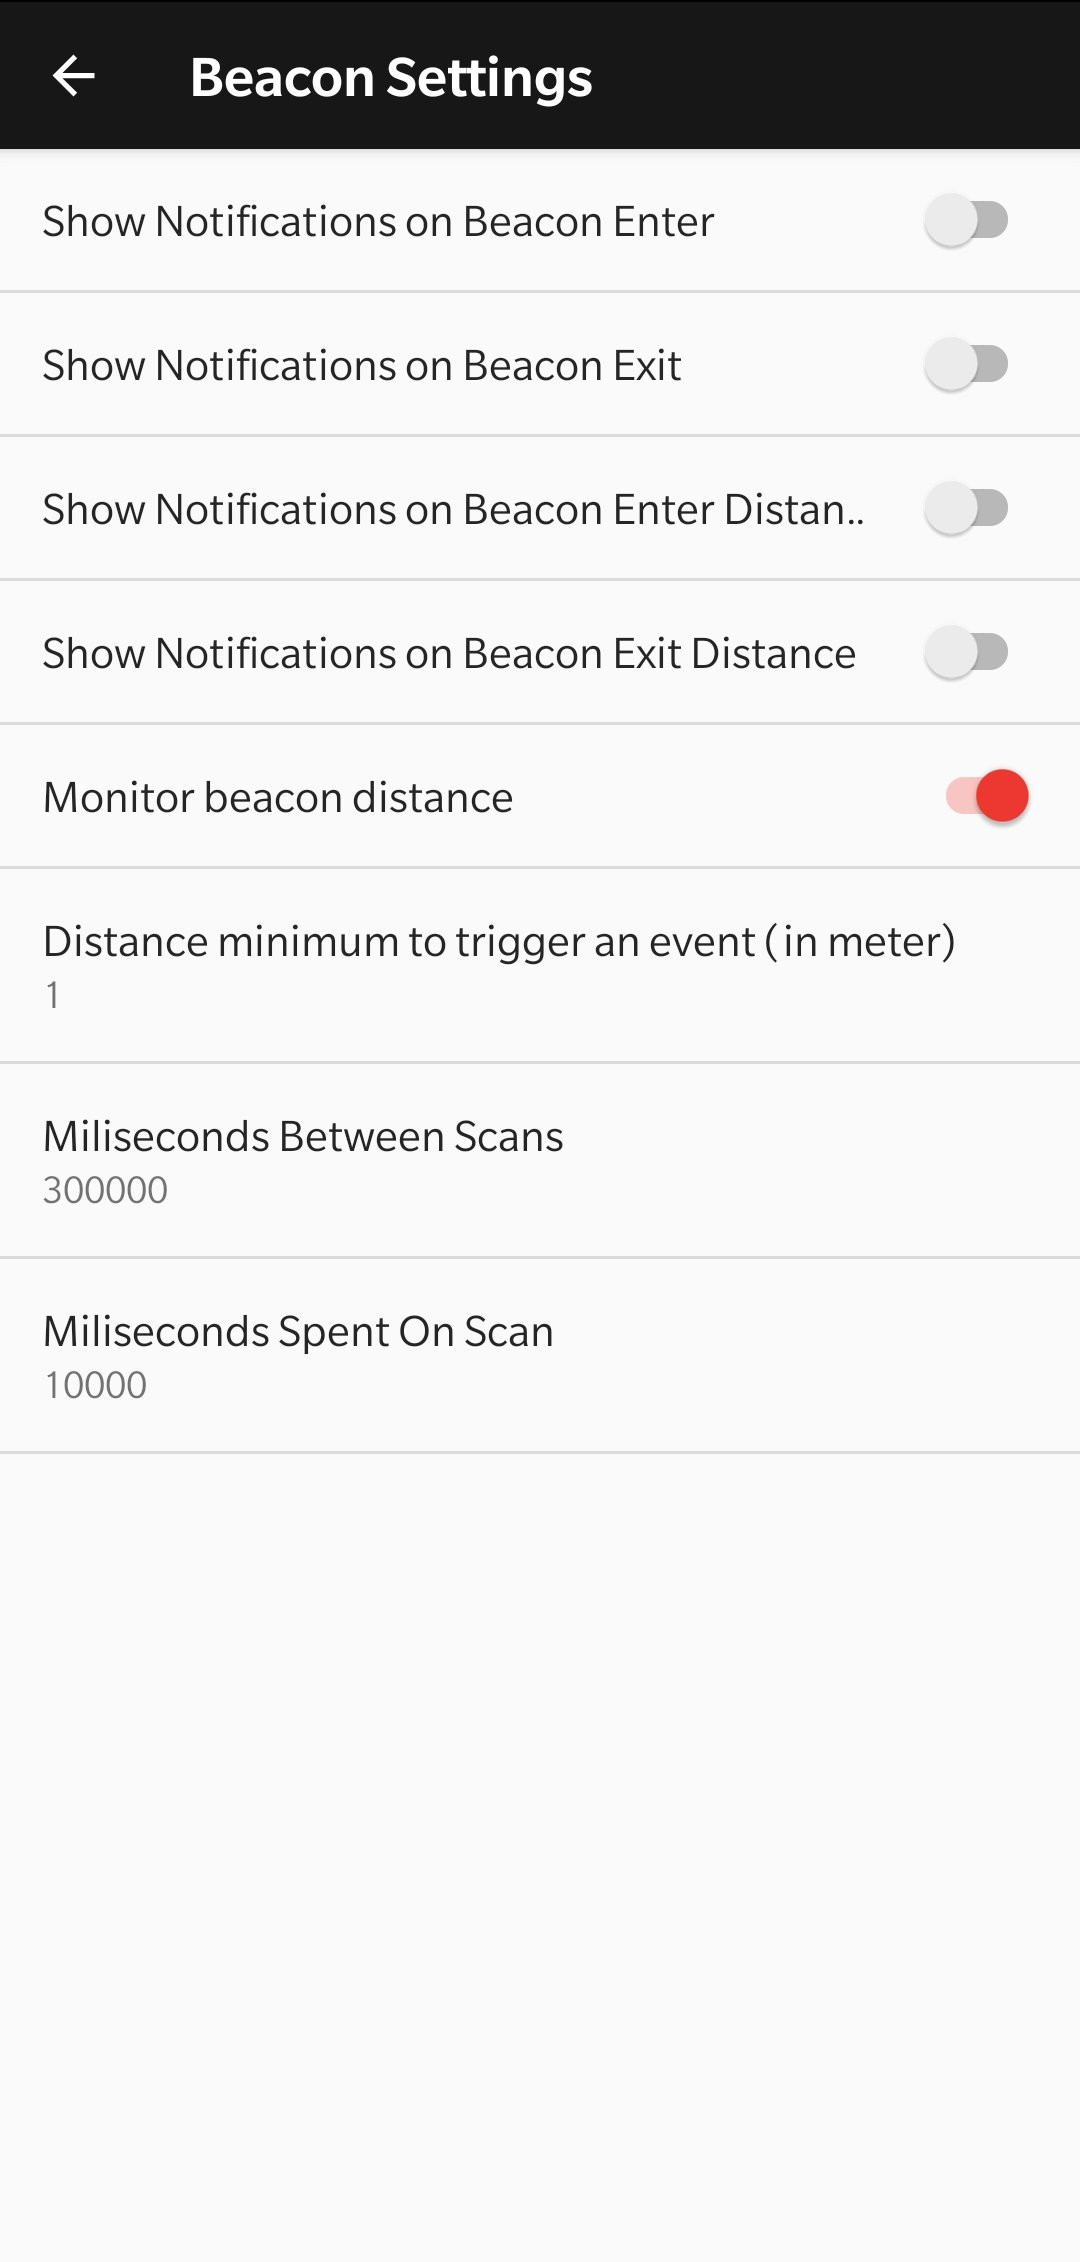 Beacon Settings
Show Notifications on Beacon Enter
Show Notifications on Beacon Exit
Show Notifications on Beacon Enter Distan..
Show Notifications on Beacon Exit Distance
Monitor beacon distance
Distance minimum to trigger an event (in meter)
1
Miliseconds Between Scans
300000
Miliseconds Spent On Scan
10000